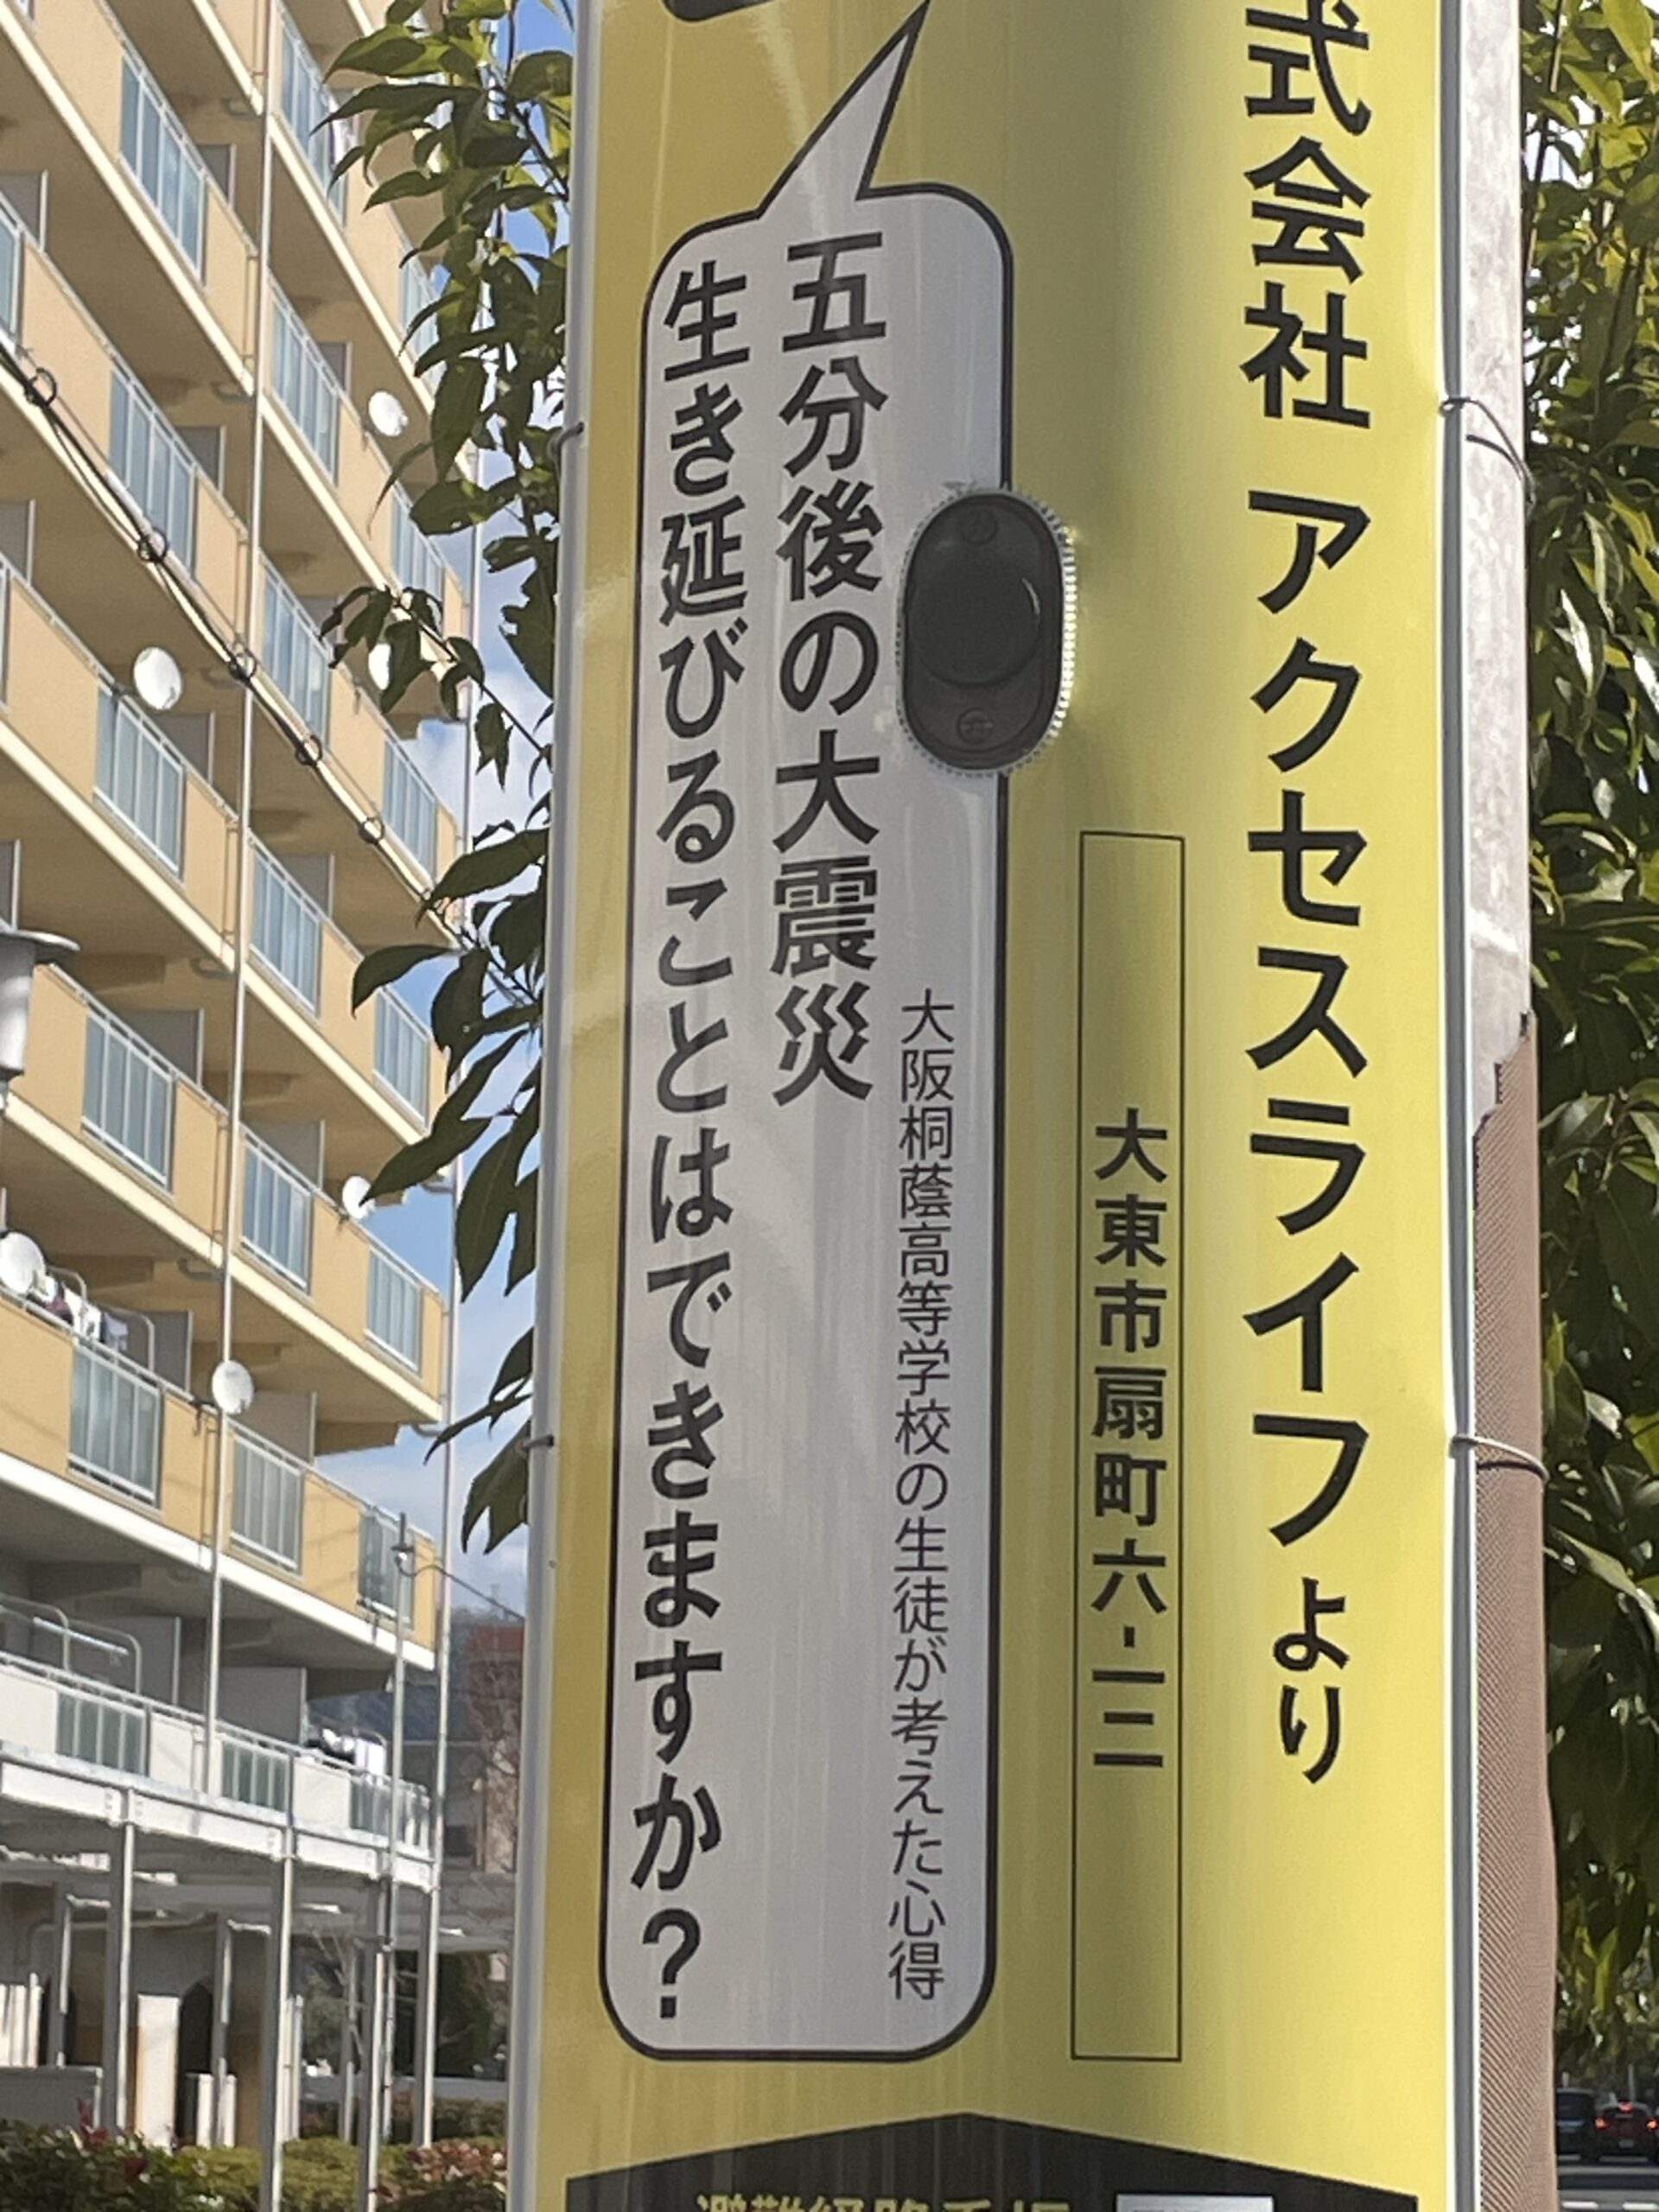 式会社 アクセスライフより
大東市扇町六-一二
大阪桐蔭高等学校の生徒が考えた心得
五分後の大震災
生き延びることはできますか?